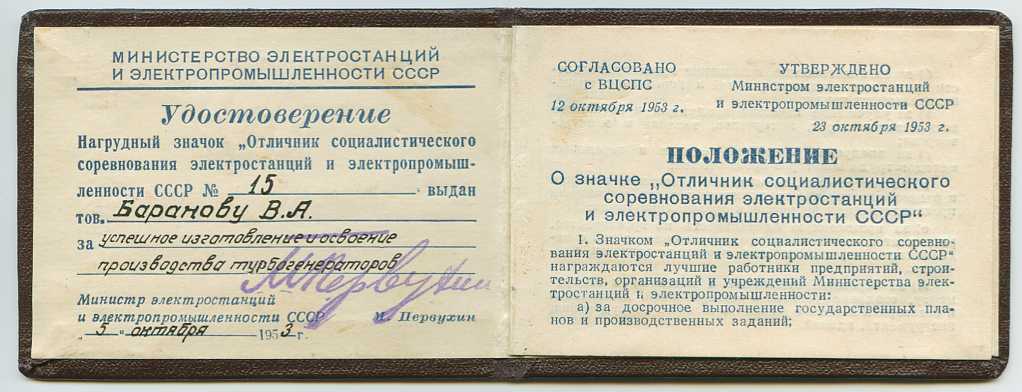 МИНИСТЕРСТВО ЭЛЕКТРОСТАНЦИЙ
И ЭЛЕКТРОПРОМЫШЛЕННОСТИ СССР
Удостоверение
Нагрудный значок „Отличник социалистического
соревнования электростанций и электропромыш-
ленности СССР № 15 выдан
тов. Баранову В.А.
за успешное изготовление и освоение
производства турбогенераторов
М Первухин
Министр электростанций
и электропромышленности СССР М. Первухин
„5„ октября 1953 г.
СОГЛАСОВАНО
с ВЦСПС
12 октября 1953 г.
УТВЕРЖДЕНО
Министром электростанций
и электропромышленности СССР
23 октября 1953 г.
ПОЛОЖЕНИЕ
О значке „Отличник социалистического
соревнования электростанций
и электропромышленности СССР“
1. Значком „Отличник социалистического соревно-
вания электростанций и электропромышленности СССР“
награждаются лучшие работники предприятий, строи-
тельств, организаций и учреждений Министерства элек-
тростанций и электропромышленности:
а) за досрочное выполнение государственных пла-
нов и производственных заданий;